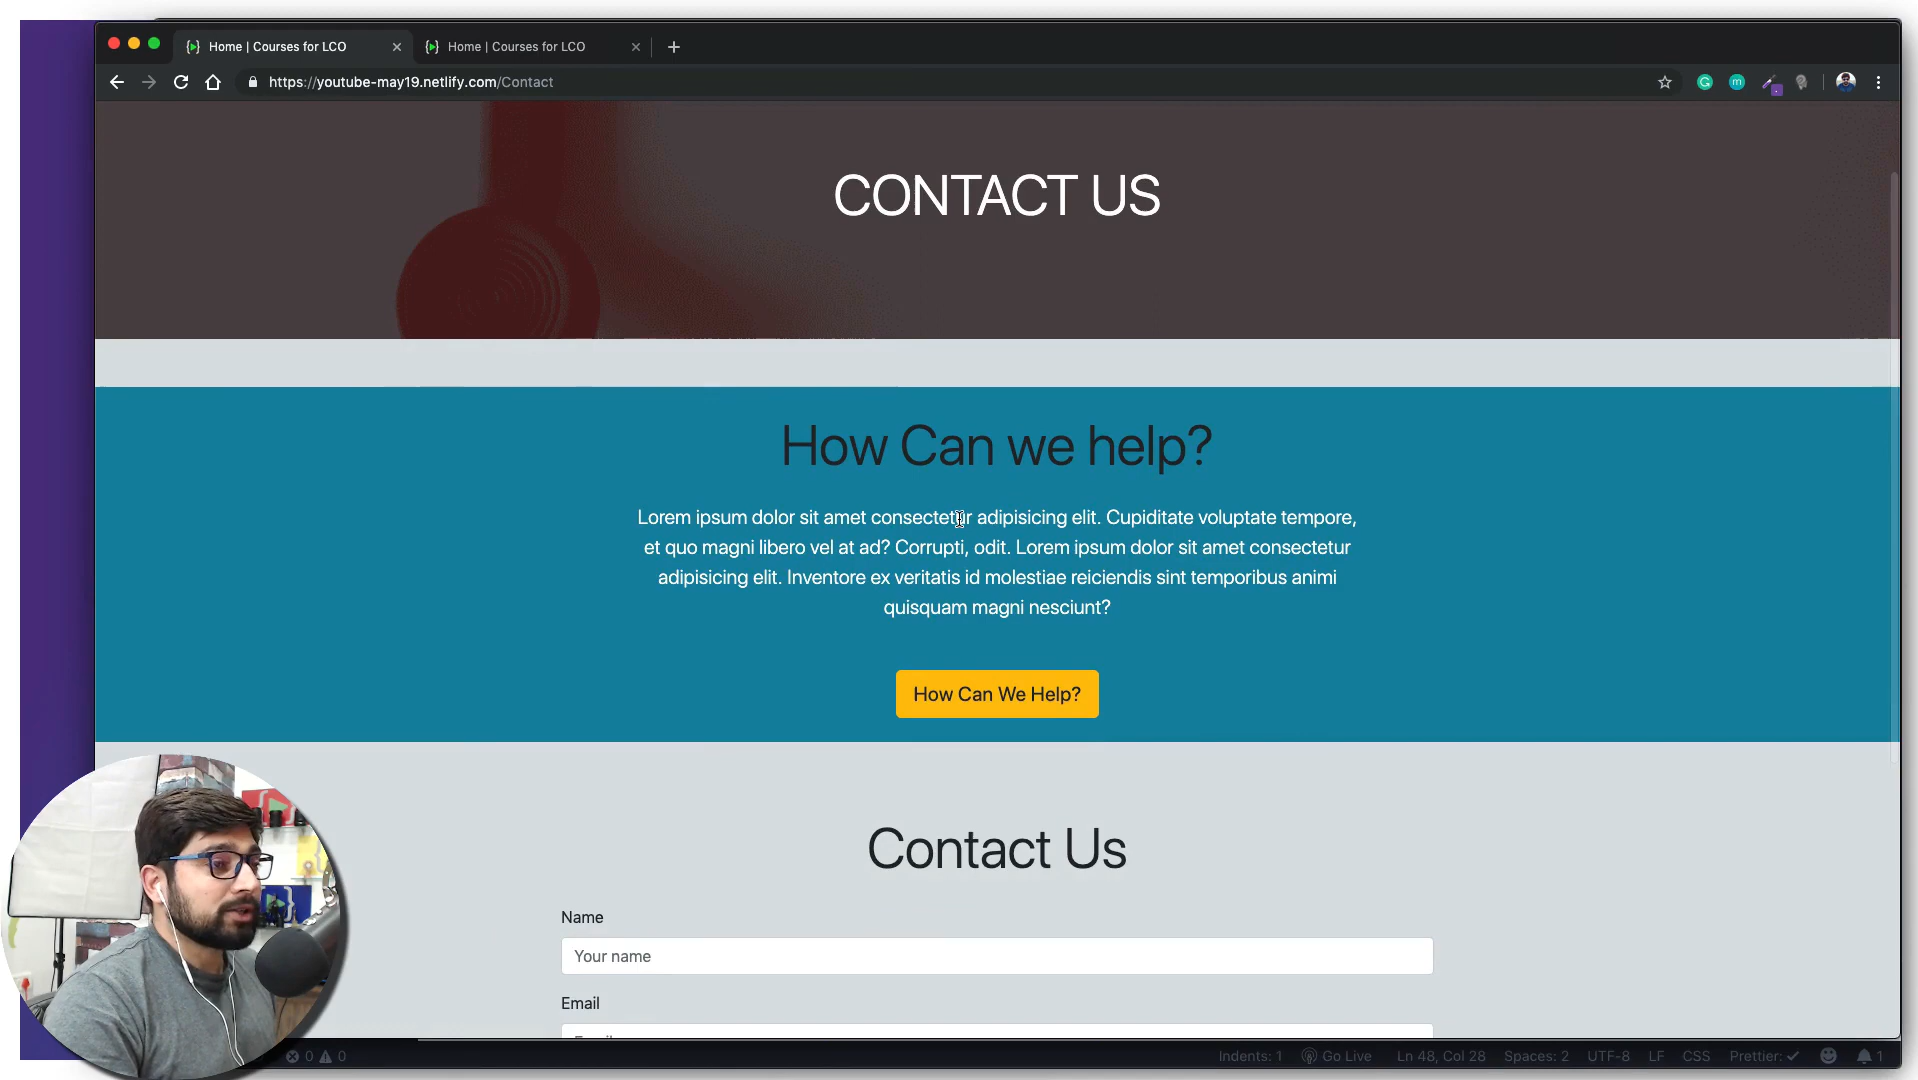 Home | Courses for LCO
Home | Courses for LCO
https://youtube-may19.netlify.com/Contact
CONTACT US
How Can we help?
Lorem ipsum dolor sit amet consectetur adipisicing elit. Cupiditate voluptate tempore,
et quo magni libero vel at ad? Corrupti, odit. Lorem ipsum dolor sit amet consectetur
adipisicing elit. Inventore ex veritatis id molestiae reiciendis sint temporibus animi
quisquam magni nesciunt?
How Can We Help?
Contact Us
Name
Your name
Email
0 0 Indents: 1 Go Live Ln 48, Col 28 Spaces: 2 UTF-8 LF CSS Prettier: ✓ 1